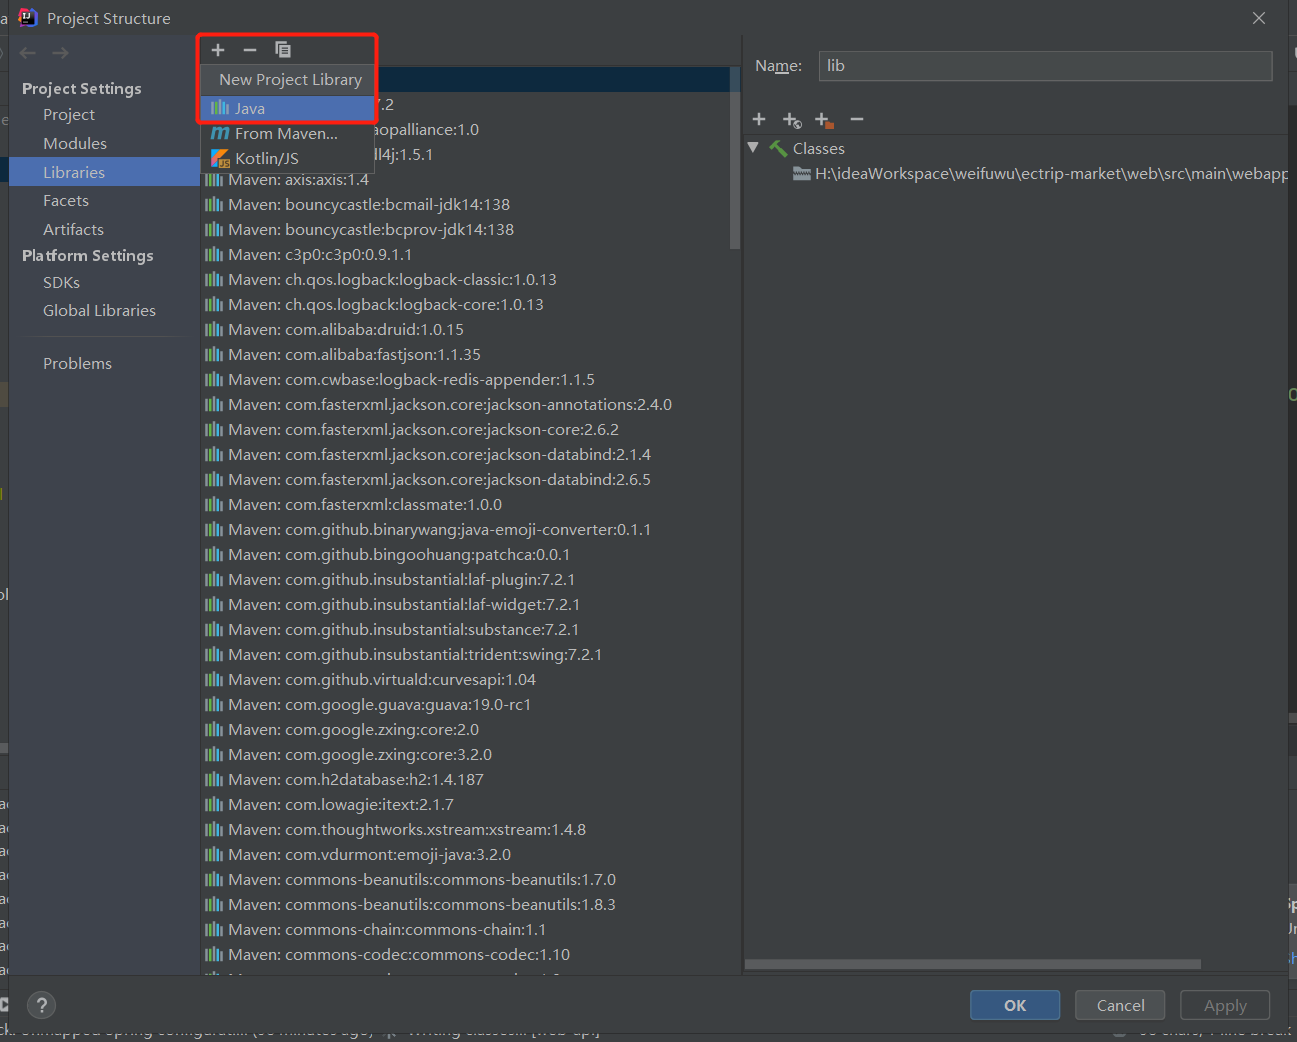 Project Structure
Project Settings
Project
Modules
Libraries
Facets
Artifacts
Platform Settings
SDKs
Global Libraries
Problems
New Project Library
Java
From Maven...
Kotlin/JS
7.2
aopalliance:1.0
ll4j:1.5.1
Maven: axis:axis:1.4
Maven: bouncycastle:bcmail-jdk14:138
Maven: bouncycastle:bcprov-jdk14:138
Maven: c3p0:c3p0:0.9.1.1
Maven: ch.qos.logback:logback-classic:1.0.13
Maven: ch.qos.logback:logback-core:1.0.13
Maven: com.alibaba:druid:1.0.15
Maven: com.alibaba:fastjson:1.1.35
Maven: com.cwbase:logback-redis-appender:1.1.5
Maven: com.fasterxml.jackson.core:jackson-annotations:2.4.0
Maven: com.fasterxml.jackson.core:jackson-core:2.6.2
Maven: com.fasterxml.jackson.core:jackson-databind:2.1.4
Maven: com.fasterxml.jackson.core:jackson-databind:2.6.5
Maven: com.fasterxml:classmate:1.0.0
Maven: com.github.binarywang:java-emoji-converter:0.1.1
Maven: com.github.bingoohuang:patchca:0.0.1
Maven: com.github.insubstantial:laf-plugin:7.2.1
Maven: com.github.insubstantial:laf-widget:7.2.1
Maven: com.github.insubstantial:substance:7.2.1
Maven: com.github.insubstantial:trident:swing:7.2.1
Maven: com.github.virtuald:curvesapi:1.04
Maven: com.google.guava:guava:19.0-rc1
Maven: com.google.zxing:core:2.0
Maven: com.google.zxing:core:3.2.0
Maven: com.h2database:h2:1.4.187
Maven: com.lowagie:itext:2.1.7
Maven: com.thoughtworks.xstream:xstream:1.4.8
Maven: com.vdurmont:emoji-java:3.2.0
Maven: commons-beanutils:commons-beanutils:1.7.0
Maven: commons-beanutils:commons-beanutils:1.8.3
Maven: commons-chain:commons-chain:1.1
Maven: commons-codec:commons-codec:1.10
Name: lib
Classes
H:\ideaWorkspace\weifuwu\ectrip-market\web\src\main\webapp
?
OK
Cancel
Apply